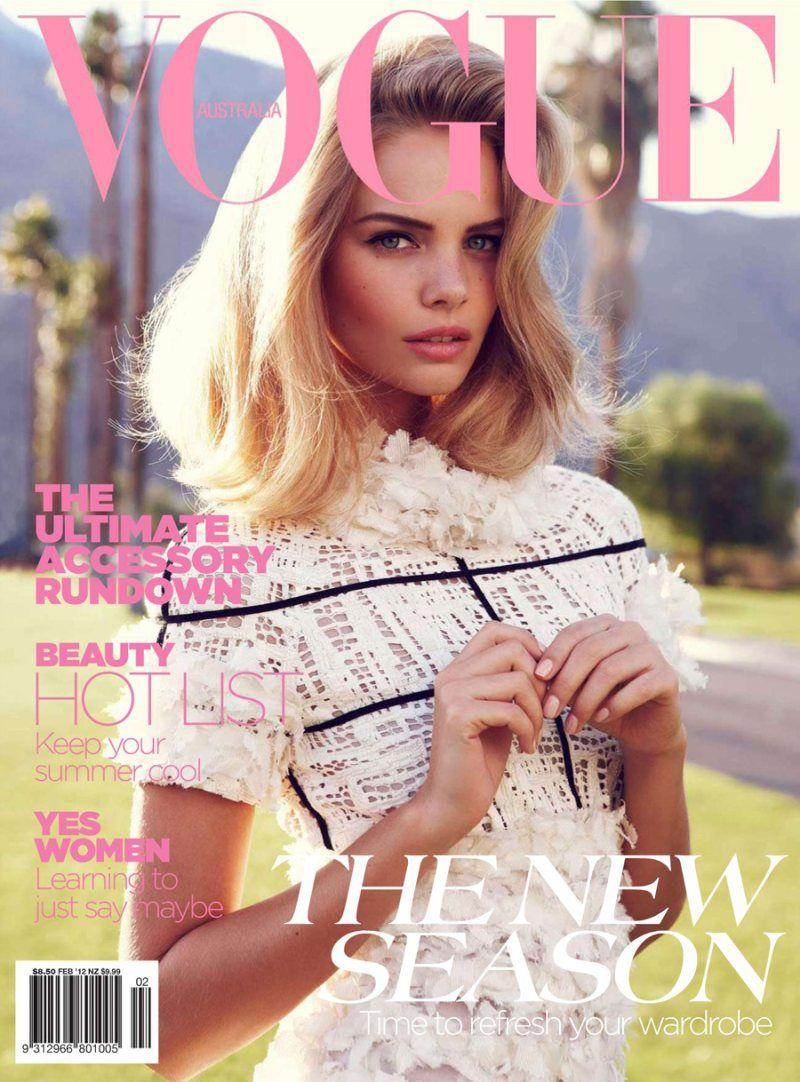 VOGUE
AUSTRALIA
THE
ULTIMATE
ACCESSORY
RUNDOWN
BEAUTY
HOT LIST
Keep your
summer cool
YES
WOMEN
Learning to
just say maybe
THE NEW
SEASON
Time to refresh your wardrobe
$8.50 FEB '12 NZ $9.99
02
9 312966 801005